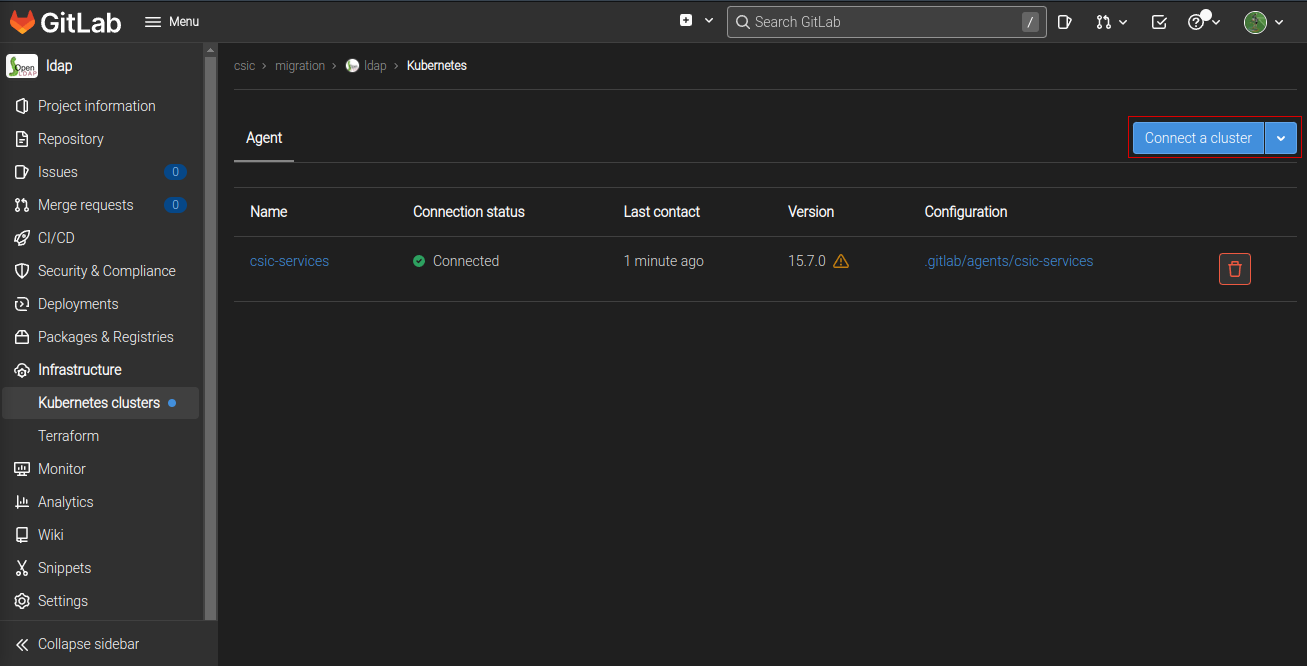 GitLab
Menu
Search GitLab
/
Open
LDAP
ldap
csic › migration › ldap › Kubernetes
Project information
Repository
Issues 0
Merge requests 0
CI/CD
Security & Compliance
Deployments
Packages & Registries
Infrastructure
Kubernetes clusters
Terraform
Monitor
Analytics
Wiki
Snippets
Settings
Collapse sidebar
Agent
Connect a cluster
Name Connection status Last contact Version Configuration
csic-services Connected 1 minute ago 15.7.0 .gitlab/agents/csic-services